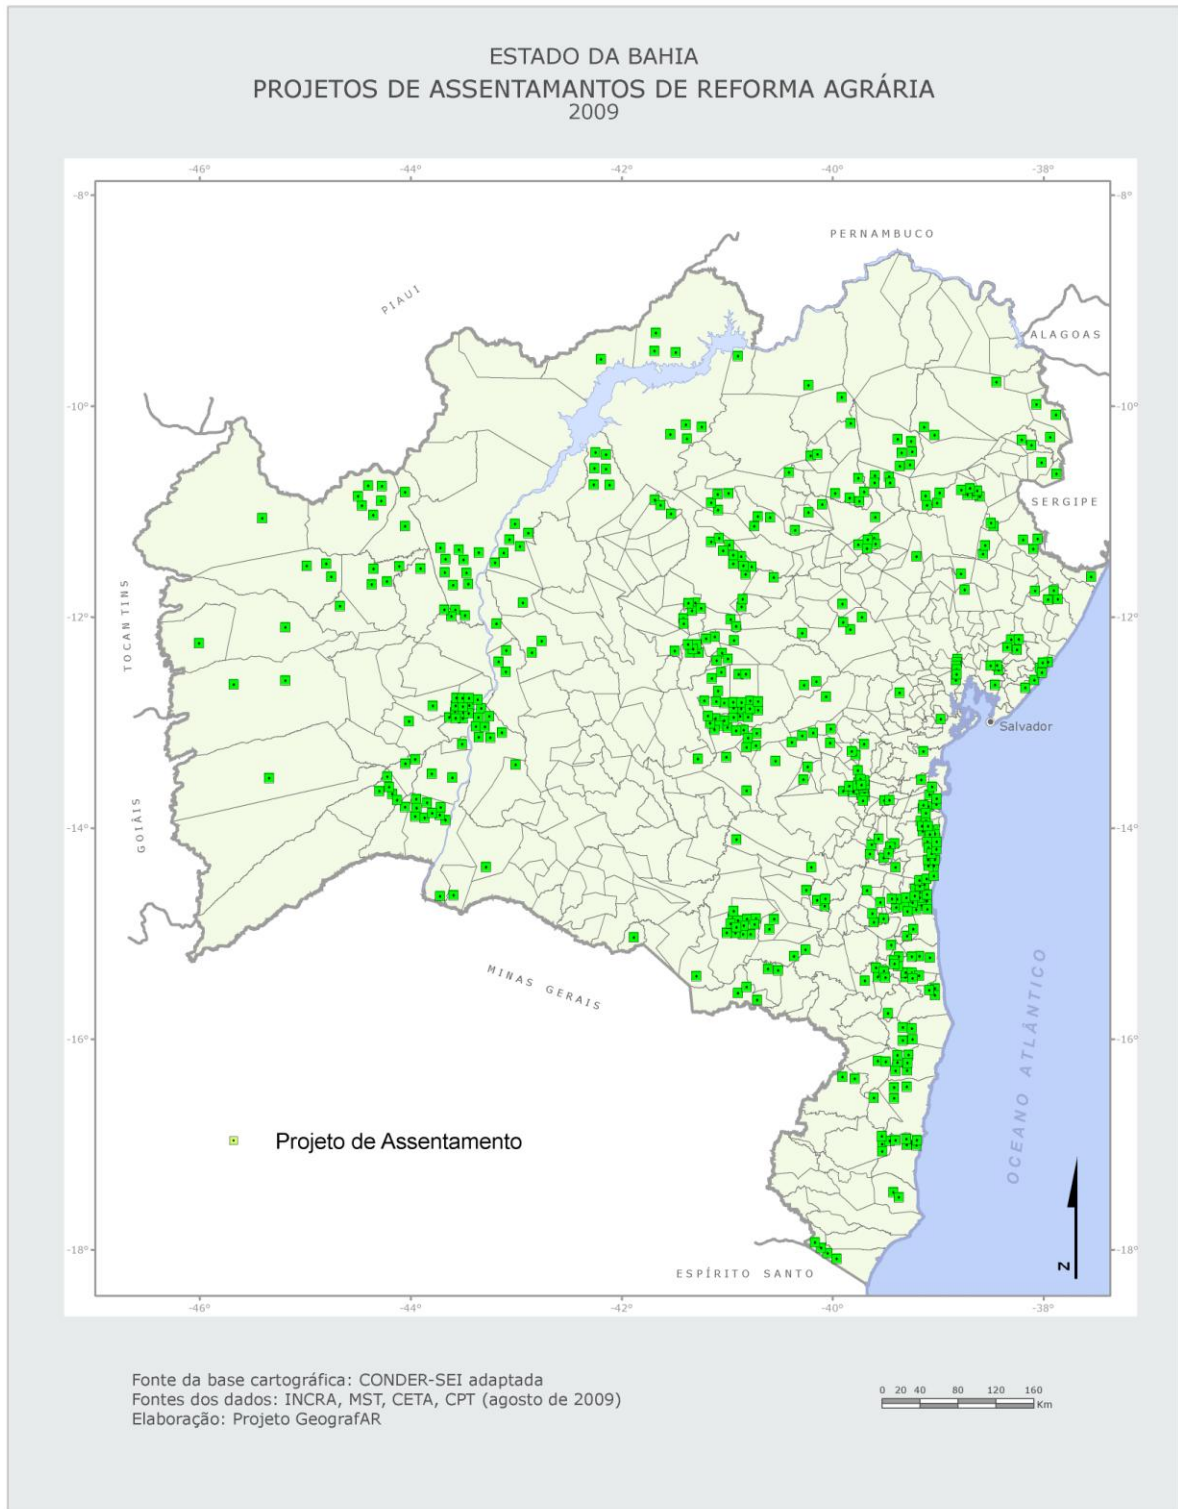 ESTADO DA BAHIA
PROJETOS DE ASSENTAMANTOS DE REFORMA AGRÁRIA
2009
-46° -44° -42° -40° -38°
-8° -8°
PERNAMBUCO
PIAUI
ALAGOAS
-10° -10°
SERGIPE
TOCANTINS
-12° -12°
Salvador
GOIÁIS
-14° -14°
MINAS GERAIS
OCEANO ATLÂNTICO
-16° -16°
Projeto de Assentamento
-18° -18°
ESPÍRITO SANTO
N
-46° -44° -42° -40° -38°
Fonte da base cartográfica: CONDER-SEI adaptada
Fontes dos dados: INCRA, MST, CETA, CPT (agosto de 2009)
Elaboração: Projeto GeografAR
0 20 40 80 120 160
Km